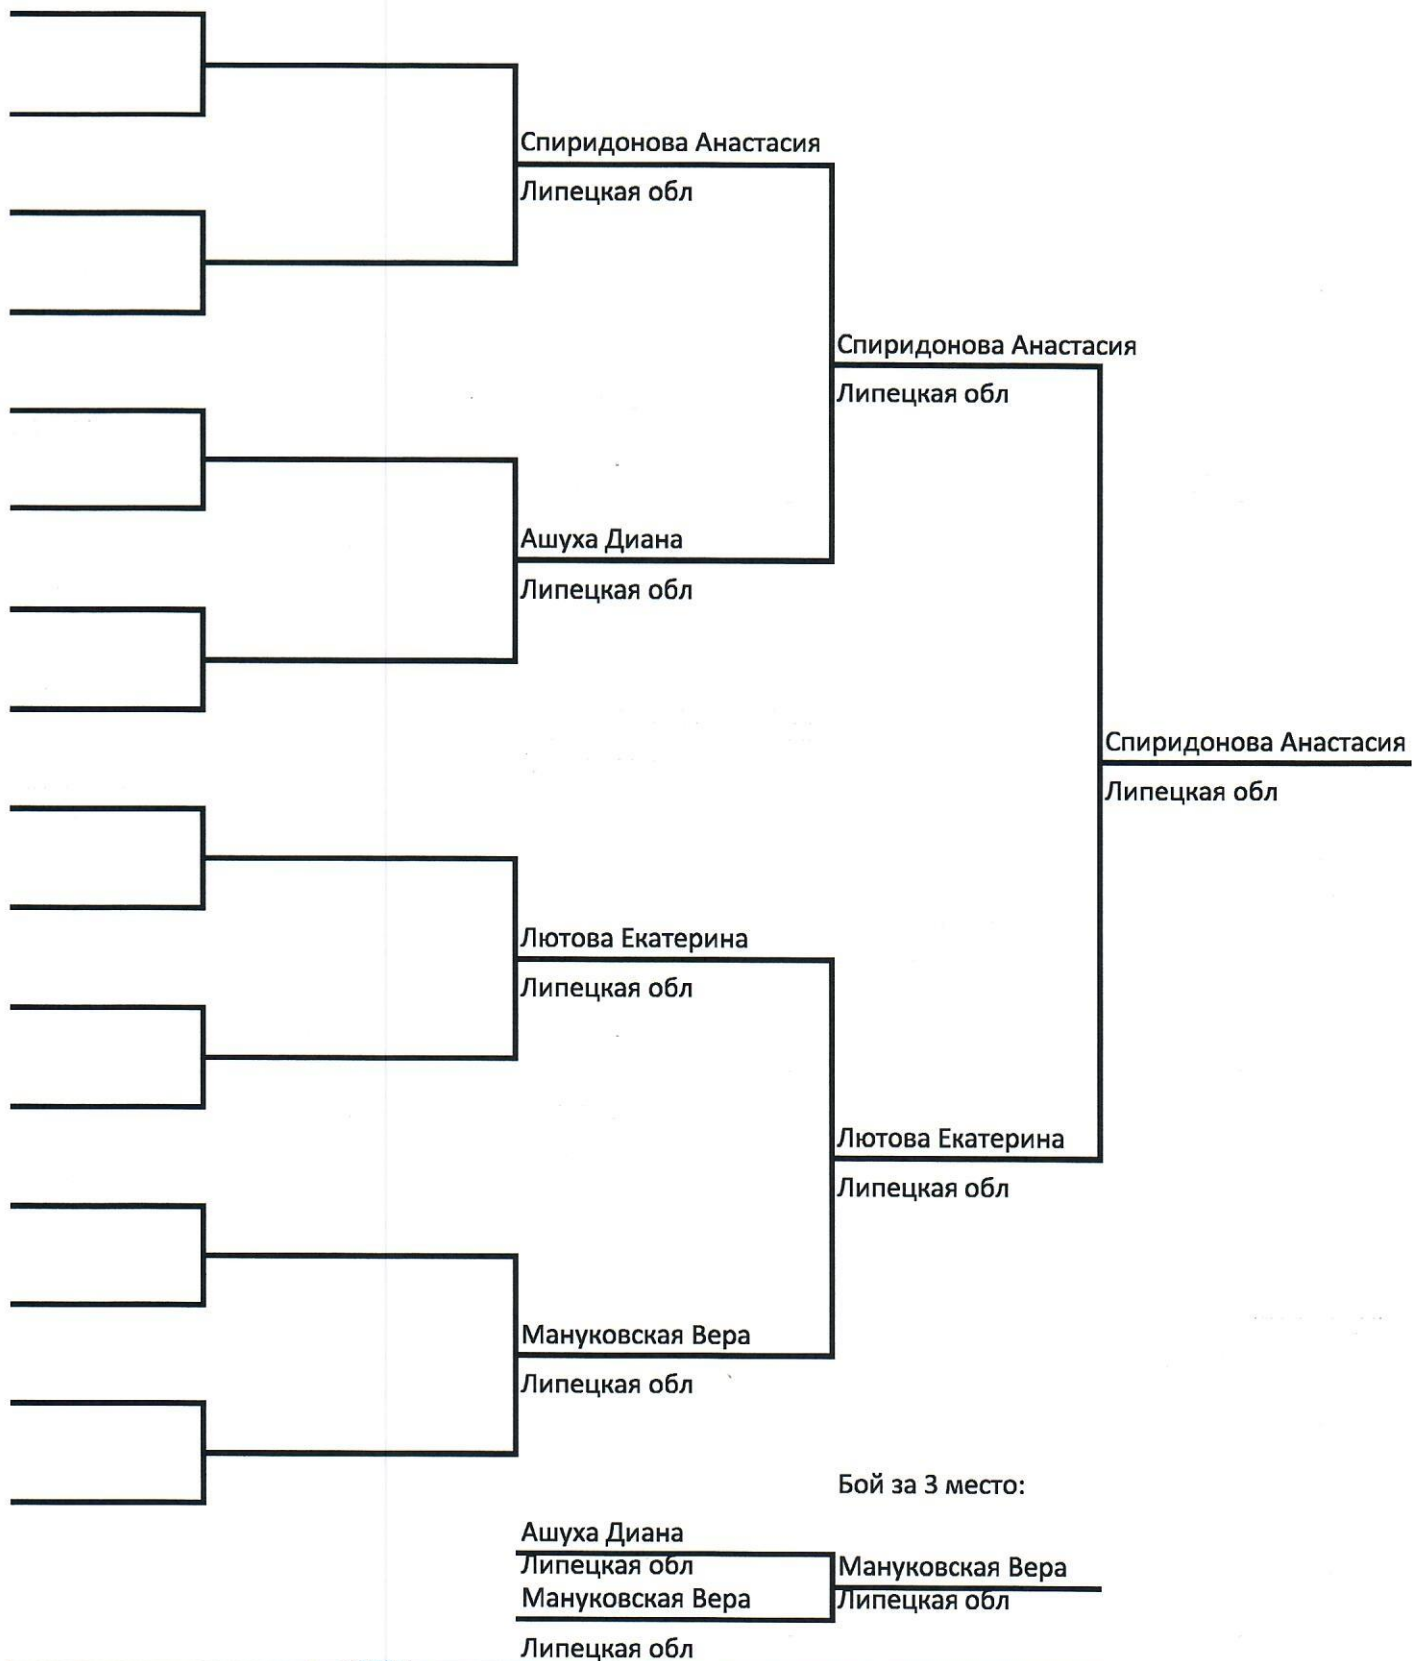 Спиридонова Анастасия
Липецкая обл
Спиридонова Анастасия
Липецкая обл
Ашуха Диана
Липецкая обл
Спиридонова Анастасия
Липецкая обл
Лютова Екатерина
Липецкая обл
Лютова Екатерина
Липецкая обл
Мануковская Вера
Липецкая обл
Бой за 3 место:
Ашуха Диана
Липецкая обл
Мануковская Вера
Липецкая обл
Мануковская Вера
Липецкая обл